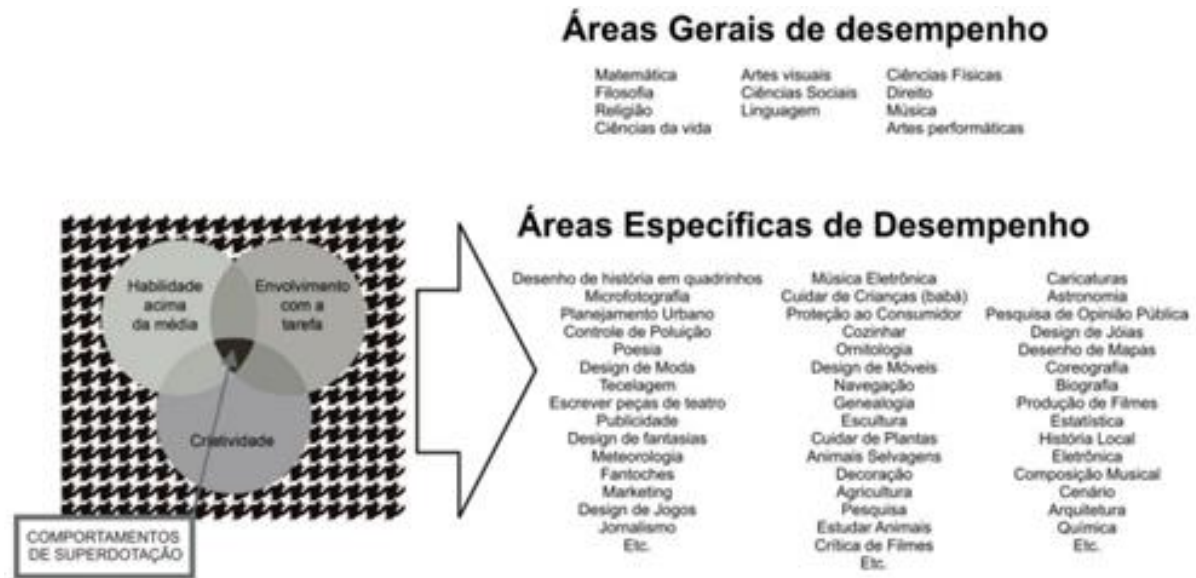 Áreas Gerais de desempenho
Matemática
Filosofia
Religião
Ciências da vida
Artes visuais
Ciências Sociais
Linguagem
Ciências Físicas
Direito
Música
Artes performáticas
Habilidade
acima
da média
Envolvimento
com a
tarefa
Criatividade
COMPORTAMENTOS
DE SUPERDOTAÇÃO
Áreas Específicas de Desempenho
Desenho de história em quadrinhos
Microfotografia
Planejamento Urbano
Controle de Poluição
Poesia
Design de Moda
Tecelagem
Escrever peças de teatro
Publicidade
Design de fantasias
Meteorologia
Fantoches
Marketing
Design de Jogos
Jornalismo
Etc.
Música Eletrônica
Cuidar de Crianças (babá)
Proteção ao Consumidor
Cozinhar
Ornitologia
Design de Móveis
Navegação
Genealogia
Escultura
Cuidar de Plantas
Animais Selvagens
Decoração
Agricultura
Pesquisa
Estudar Animais
Crítica de Filmes
Etc.
Caricaturas
Astronomia
Pesquisa de Opinião Pública
Design de Jóias
Desenho de Mapas
Coreografia
Biografia
Produção de Filmes
Estatística
História Local
Eletrônica
Composição Musical
Cenário
Arquitetura
Química
Etc.